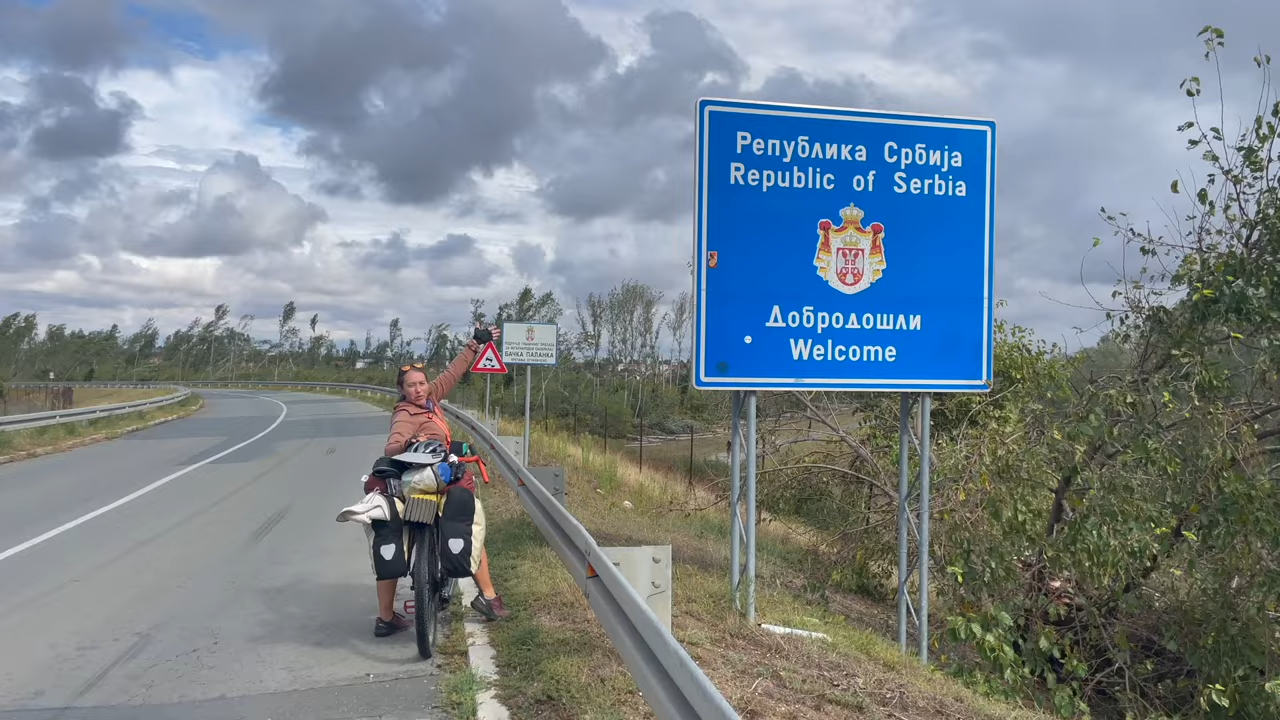 Република Србија
Republic of Serbia
Добродошли
Welcome
БАЧКА ПАЛАНКА